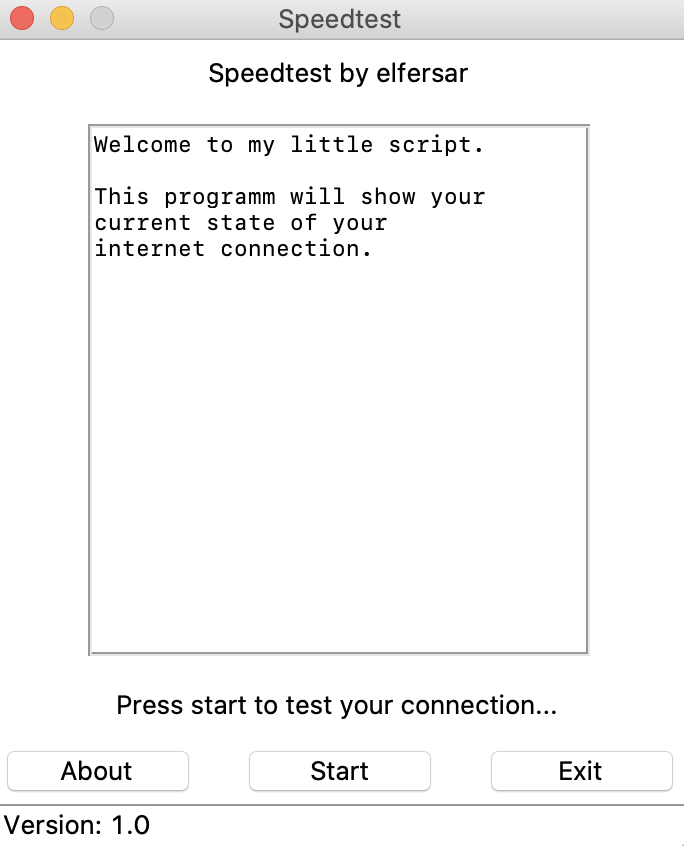 Speedtest
Speedtest by elfersar
Welcome to my little script.
This programm will show your
current state of your
internet connection.
Press start to test your connection...
About
Start
Exit
Version: 1.0